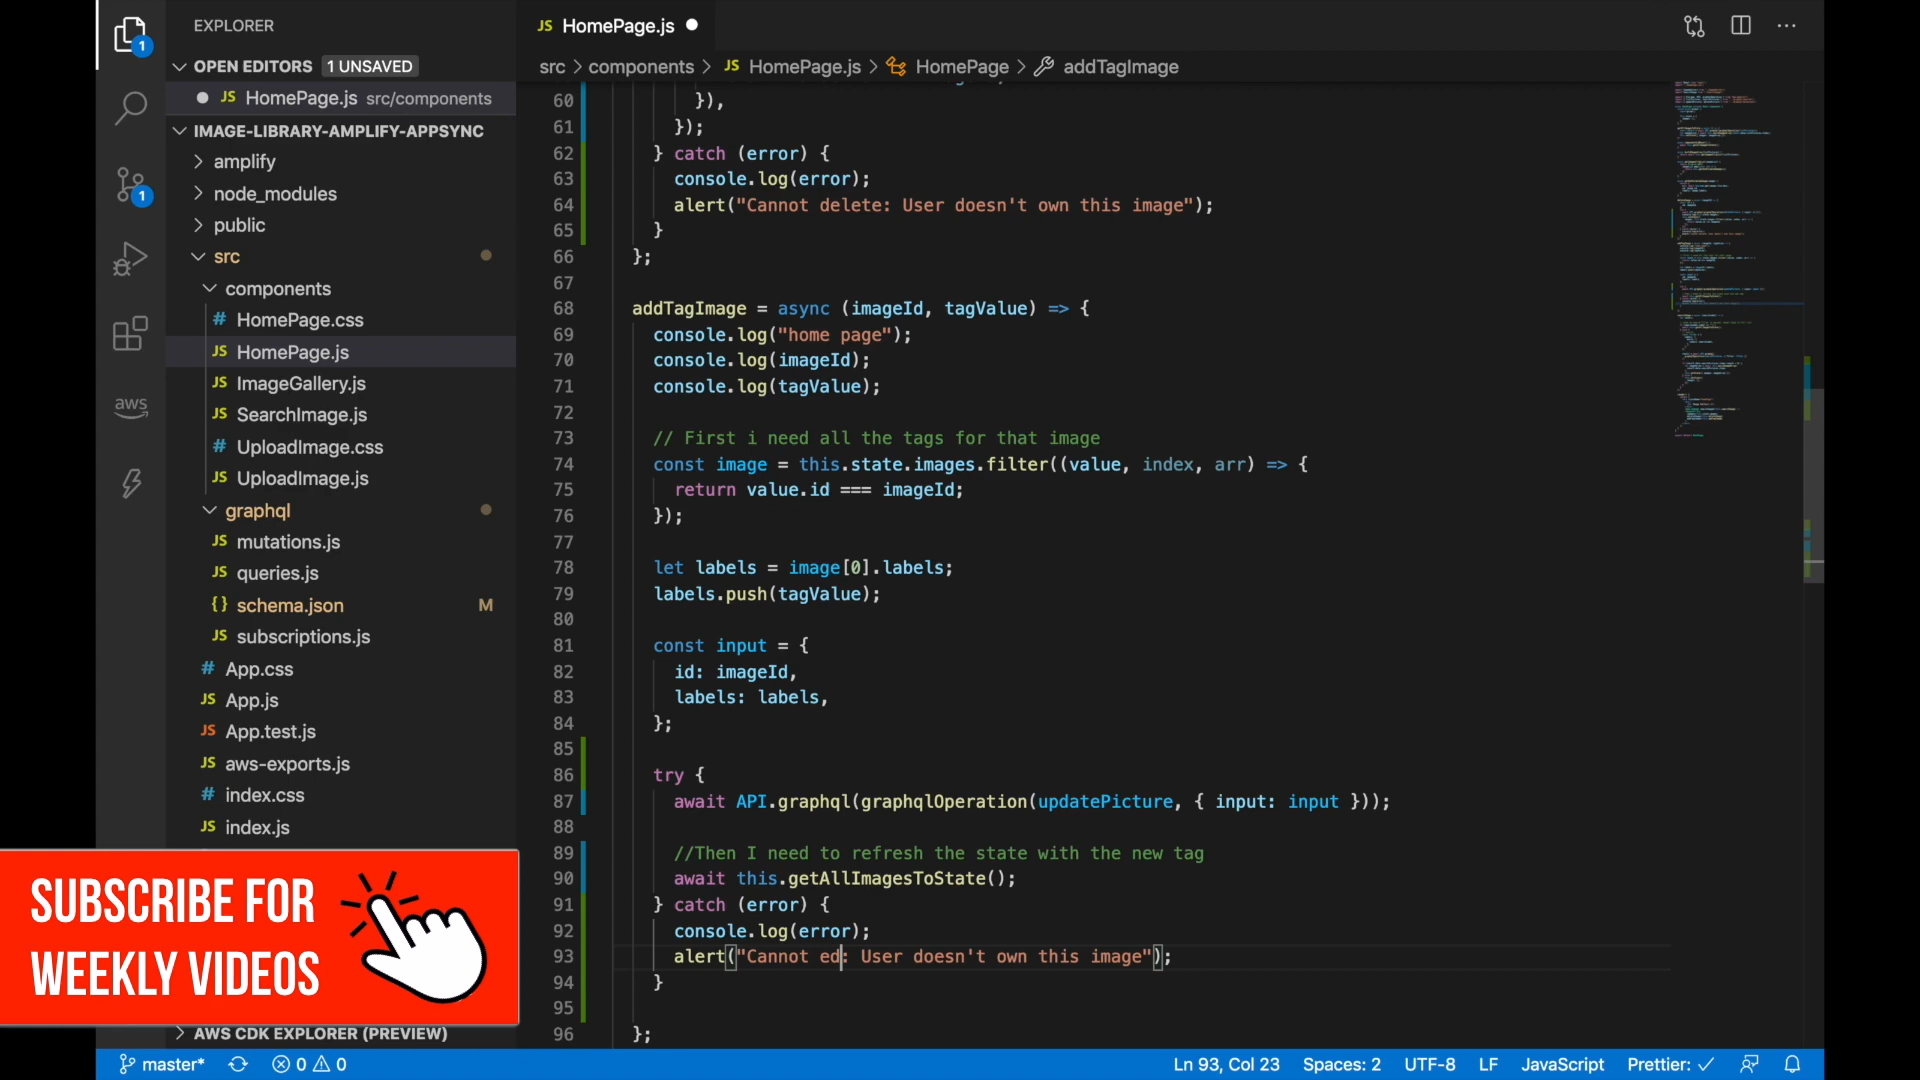 EXPLORER
OPEN EDITORS 1 UNSAVED
JS HomePage.js src/components
IMAGE-LIBRARY-AMPLIFY-APPSYNC
amplify
node_modules
public
src
components
# HomePage.css
JS HomePage.js
JS ImageGallery.js
JS SearchImage.js
# UploadImage.css
JS UploadImage.js
graphql
JS mutations.js
JS queries.js
{} schema.json M
JS subscriptions.js
# App.css
JS App.js
JS App.test.js
JS aws-exports.js
# index.css
JS index.js
AWS CDK EXPLORER (PREVIEW)
1
1
aws
SUBSCRIBE FOR
WEEKLY VIDEOS
JS HomePage.js
src > components > JS HomePage.js > HomePage > addTagImage
60 }),
61 });
62 } catch (error) {
63 console.log(error);
64 alert("Cannot delete: User doesn't own this image");
65 }
66 };
67
68 addTagImage = async (imageId, tagValue) => {
69 console.log("home page");
70 console.log(imageId);
71 console.log(tagValue);
72
73 // First i need all the tags for that image
74 const image = this.state.images.filter((value, index, arr) => {
75 return value.id === imageId;
76 });
77
78 let labels = image[0].labels;
79 labels.push(tagValue);
80
81 const input = {
82 id: imageId,
83 labels: labels,
84 };
85
86 try {
87 await API.graphql(graphqlOperation(updatePicture, { input: input }));
88
89 //Then I need to refresh the state with the new tag
90 await this.getAllImagesToState();
91 } catch (error) {
92 console.log(error);
93 alert("Cannot ed: User doesn't own this image");
94 }
95
96 };
master* 0 0 Ln 93, Col 23 Spaces: 2 UTF-8 LF JavaScript Prettier: ✓